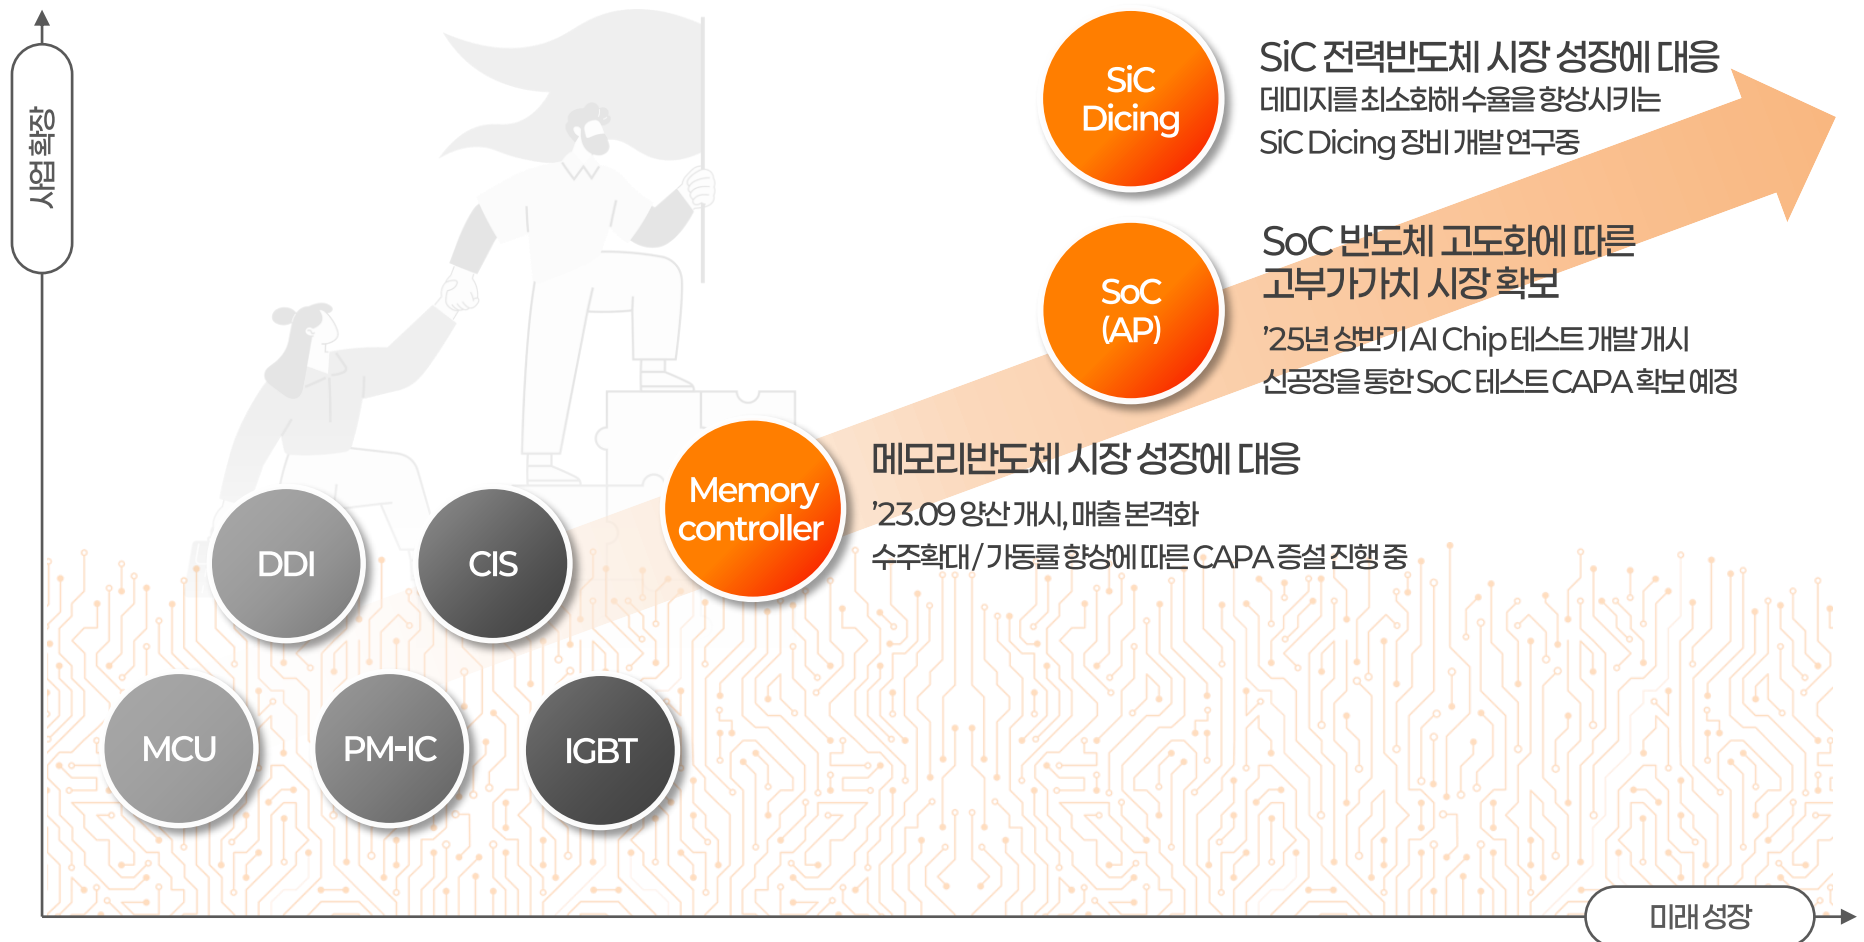 사업 확장
SiC
Dicing
SiC 전력반도체 시장 성장에 대응
데미지를 최소화해 수율을 향상시키는
SiC Dicing 장비 개발 연구중
SoC
(AP)
SoC 반도체 고도화에 따른
고부가가치 시장 확보
’25년 상반기 AI Chip 테스트 개발 개시
신공장을 통한 SoC 테스트 CAPA 확보 예정
Memory
controller
메모리반도체 시장 성장에 대응
’23.09 양산 개시, 매출 본격화
수주확대 / 가동률 향상에 따른 CAPA 증설 진행 중
DDI
CIS
MCU
PM-IC
IGBT
미래 성장